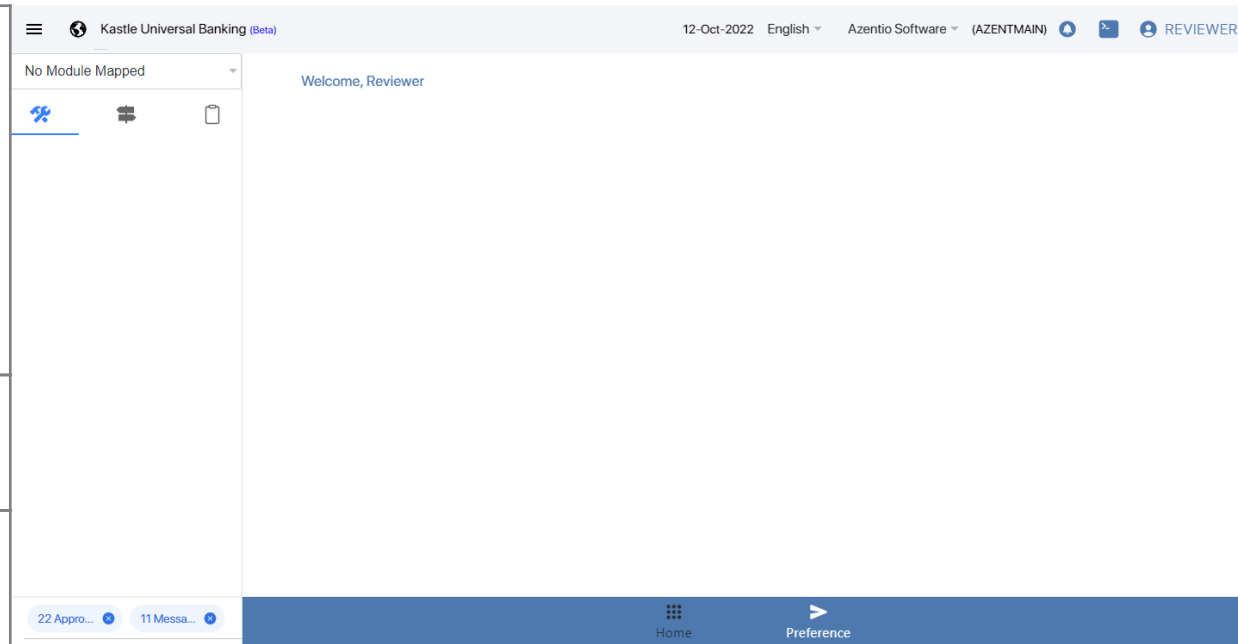 Kastle Universal Banking (Beta) 12-Oct-2022 English Azentio Software (AZENTMAIN) REVIEWER
No Module Mapped
Welcome, Reviewer
22 Appro... 11 Messa...
Home Preference